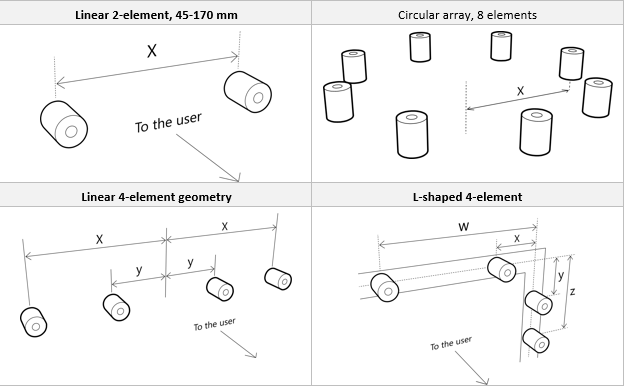 Linear 2-element, 45-170 mm
Circular array, 8 elements
X
To the user
X
Linear 4-element geometry
L-shaped 4-element
X
X
y
y
To the user
W
x
y
z
To the user